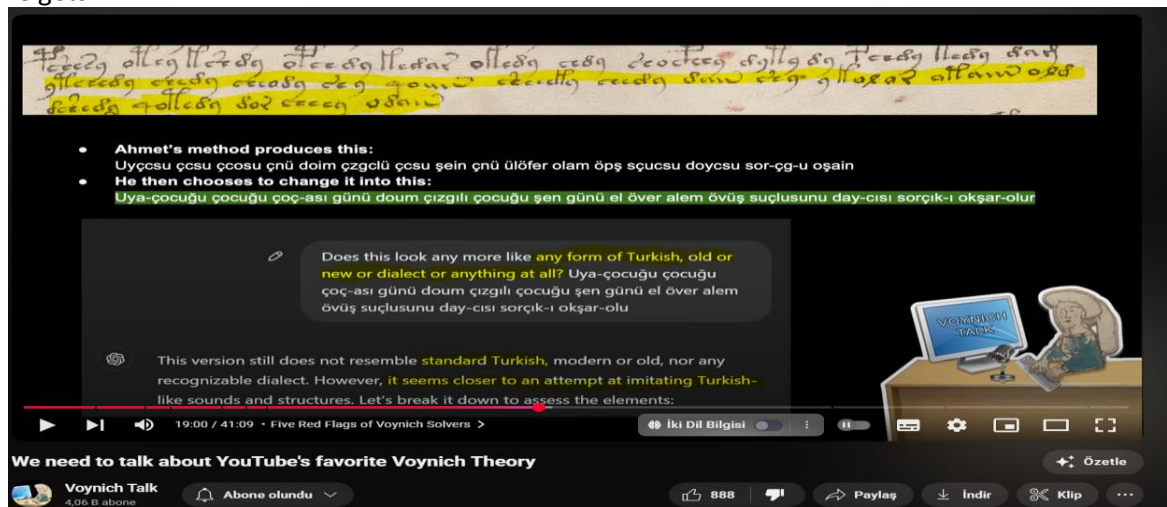 • Ahmet's method produces this:
Uyçcsu çcsu çcosu çnü doim çzgclü çcsu şein çnü ülöfer olam öpş sçucsu doycsu sor-çg-u oşain
• He then chooses to change it into this:
Uya-çocuğu çocuğu çoç-ası günü doum çızgılı çocuğu şen günü el över alem övüş suçlusunu day-cısı sorçık-ı okşar-olur
Does this look any more like any form of Turkish, old or
new or dialect or anything at all? Uya-çocuğu çocuğu
çoç-ası günü doum çızgılı çocuğu şen günü el över alem
övüş suçlusunu day-cısı sorçık-ı okşar-olu
This version still does not resemble standard Turkish, modern or old, nor any
recognizable dialect. However, it seems closer to an attempt at imitating Turkish-
like sounds and structures. Let's break it down to assess the elements:
VOYNICH
TALK
19:00 / 41:09 • Five Red Flags of Voynich Solvers >
İki Dil Bilgisi
We need to talk about YouTube's favorite Voynich Theory
Özetle
Voynich Talk
4,06 B abone
Abone olundu
888
Paylaş
İndir
Klip